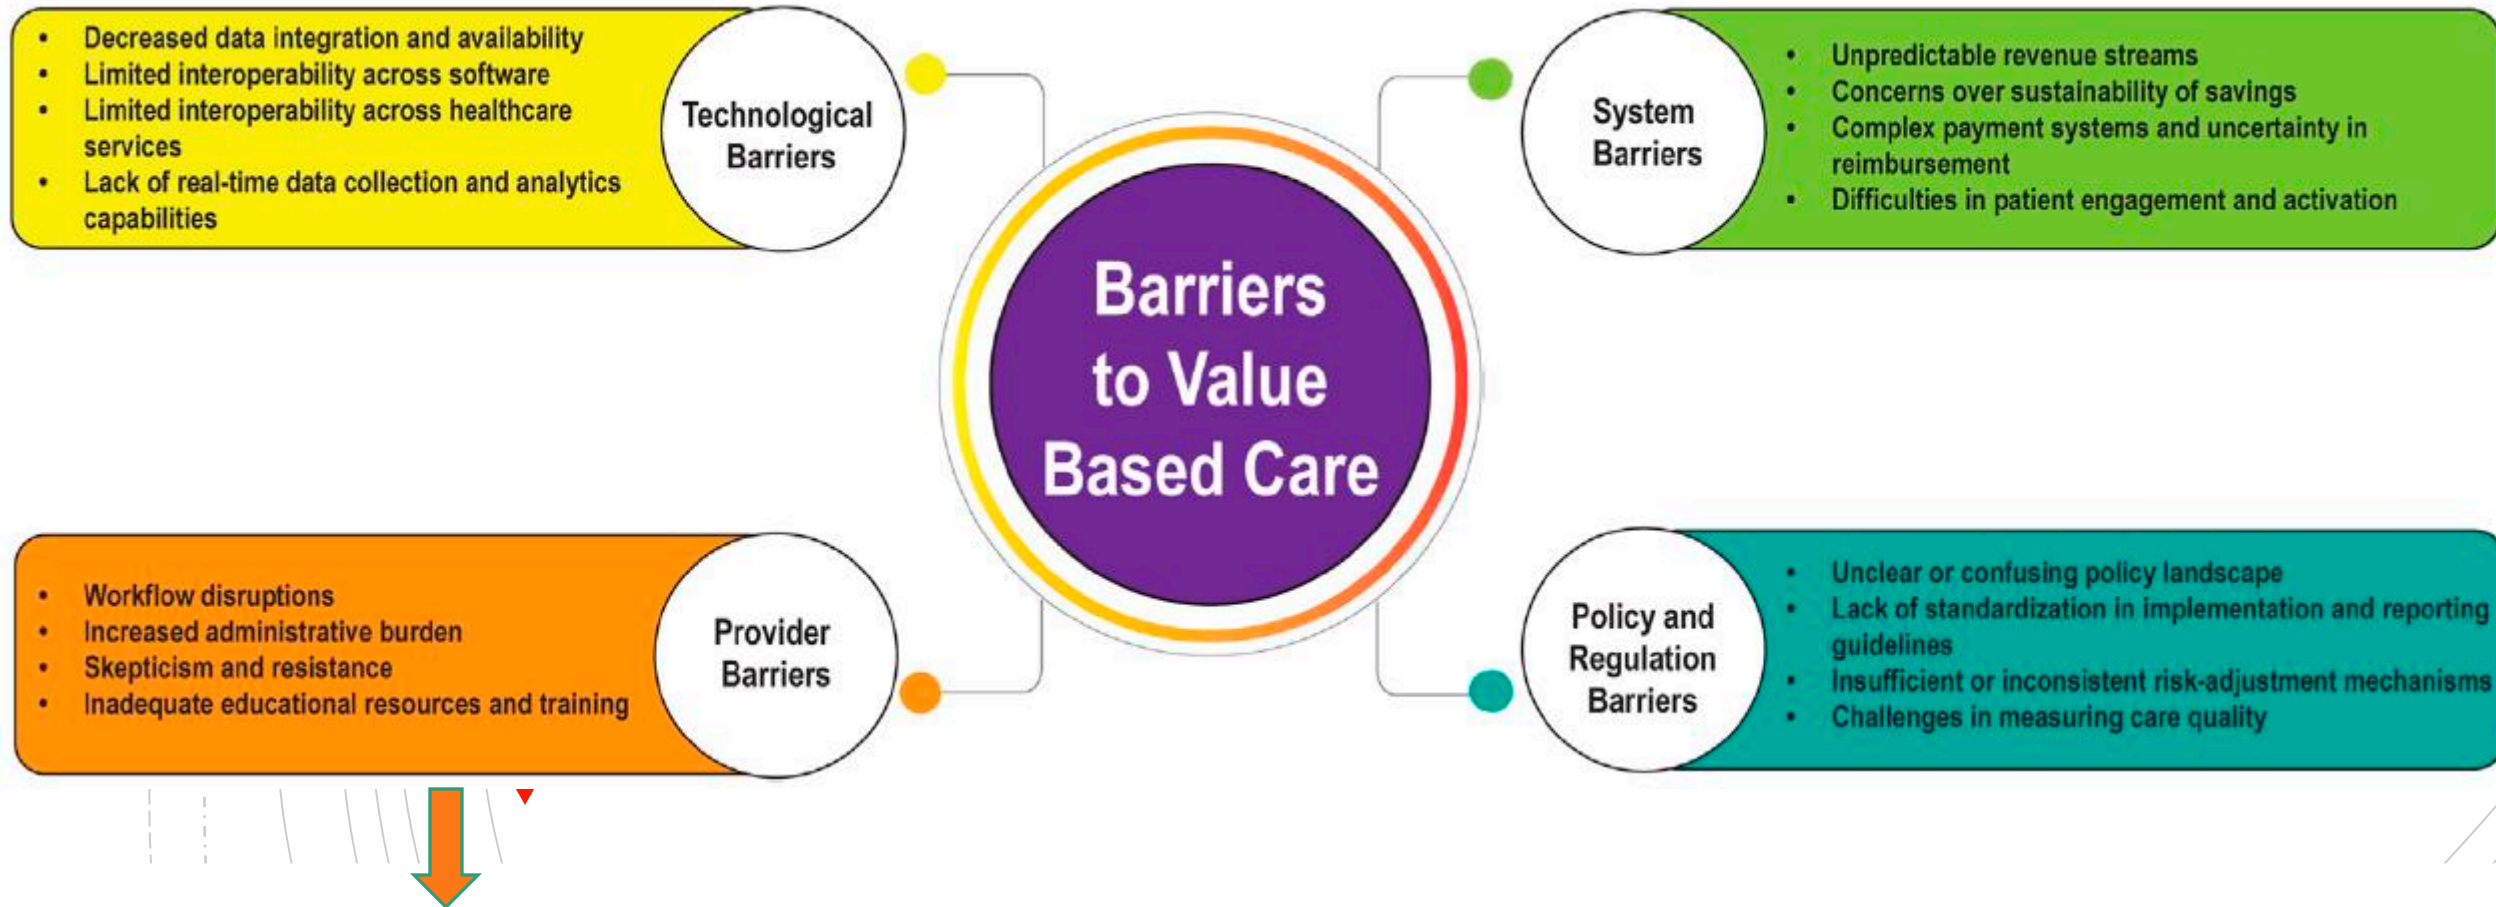 • Decreased data integration and availability
• Limited interoperability across software
• Limited interoperability across healthcare
services
• Lack of real-time data collection and analytics
capabilities
Technological
Barriers
System
Barriers
• Unpredictable revenue streams
• Concerns over sustainability of savings
• Complex payment systems and uncertainty in
reimbursement
• Difficulties in patient engagement and activation
Barriers
to Value
Based Care
• Workflow disruptions
• Increased administrative burden
• Skepticism and resistance
• Inadequate educational resources and training
Provider
Barriers
Policy and
Regulation
Barriers
• Unclear or confusing policy landscape
• Lack of standardization in implementation and reporting
guidelines
• Insufficient or inconsistent risk-adjustment mechanisms
• Challenges in measuring care quality